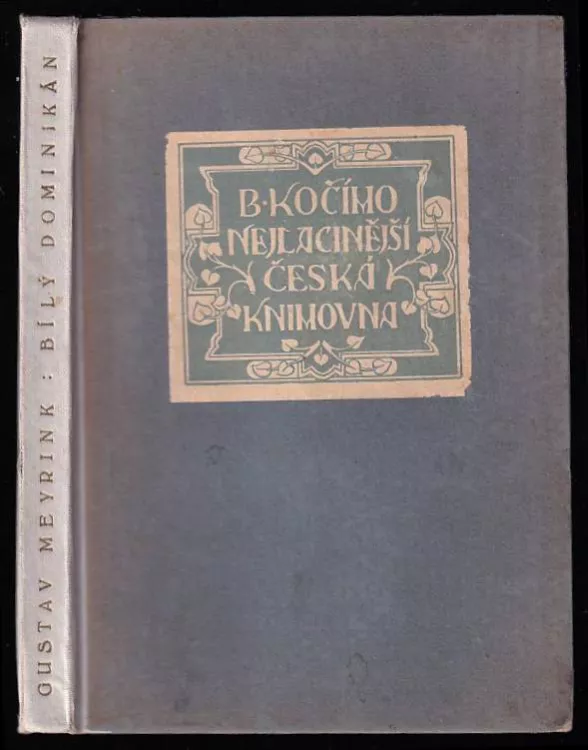 GUSTAV MEYRINK : BÍLÝ DOMINIKÁN
B·KOČÍHO
NEJLACINĚJŠÍ
ČESKÁ
KNIHOVNA